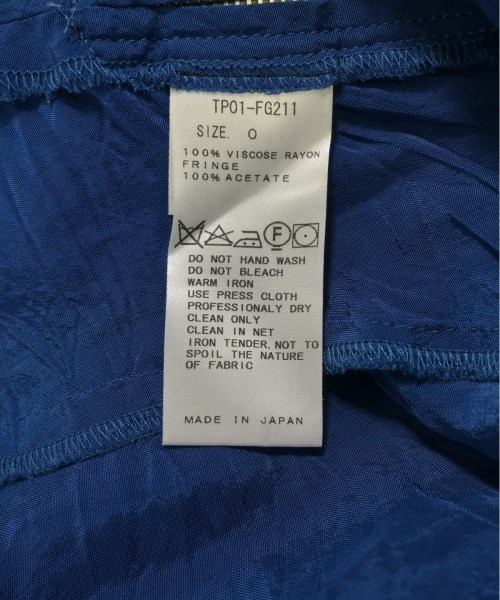 TP01-FG211
SIZE. 0
100% VISCOSE RAYON
FRINGE
100% ACETATE
F
DO NOT HAND WASH
DO NOT BLEACH
WARM IRON
USE PRESS CLOTH
PROFESSIONALY DRY
CLEAN ONLY
CLEAN IN NET
IRON TENDER, NOT TO
SPOIL THE NATURE
OF FABRIC
MADE IN JAPAN